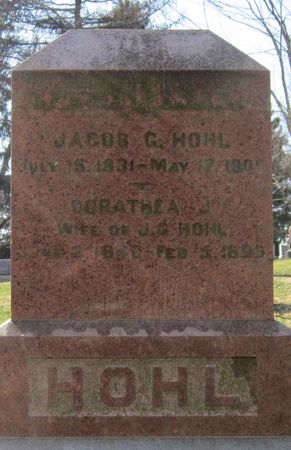 JACOB G. HOHL
JULY 15, 1831 - MAY 17,
DORATHEA J.
WIFE OF J.G. HOHL
FEB 5, 1899
HOHL